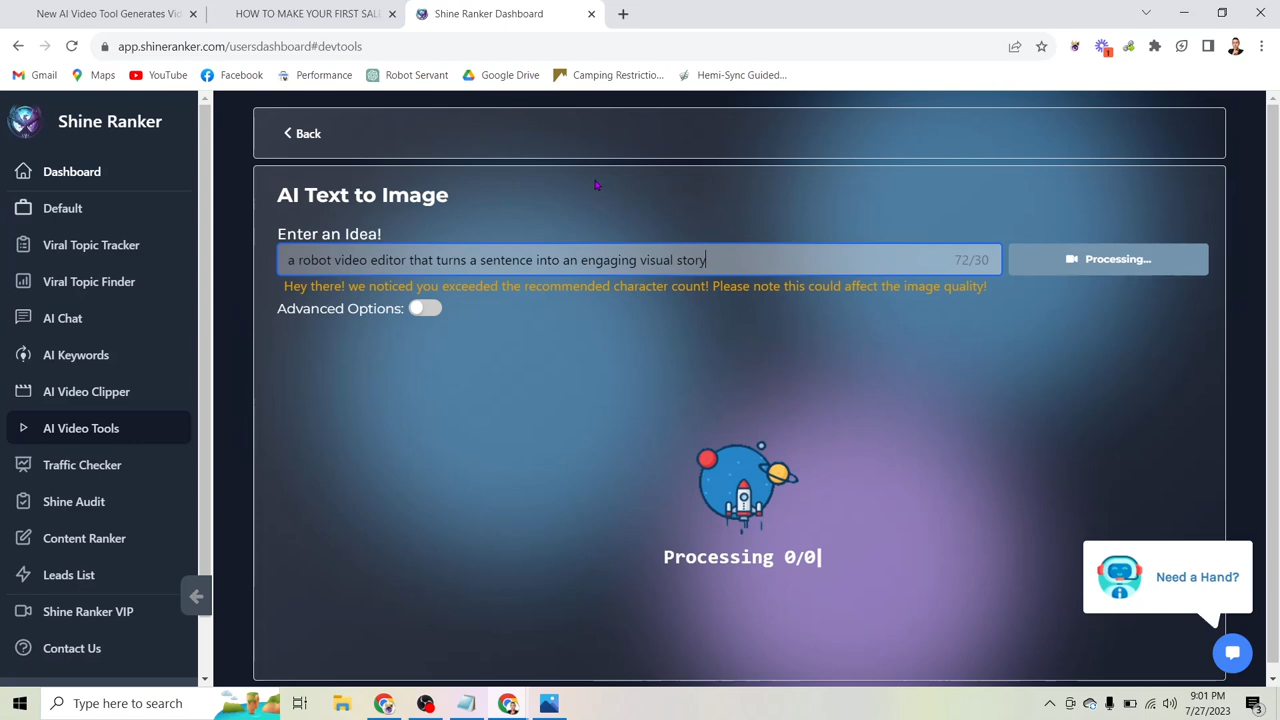 New AI Video Tool Generates Vi
HOW TO MAKE YOUR FIRST SAL
Shine Ranker Dashboard
app.shineranker.com/usersdashboard#devtools
1
Gmail
Maps
YouTube
Facebook
Performance
Robot Servant
Google Drive
Camping Restrictio...
Hemi-Sync Guided...
Shine Ranker
Dashboard
Default
Viral Topic Tracker
Viral Topic Finder
AI Chat
AI Keywords
AI Video Clipper
AI Video Tools
Traffic Checker
Shine Audit
Content Ranker
Leads List
Shine Ranker VIP
Contact Us
Back
AI Text to Image
Enter an Idea!
a robot video editor that turns a sentence into an engaging visual story
72/30
Processing...
Hey there! we noticed you exceeded the recommended character count! Please note this could affect the image quality!
Advanced Options:
Processing 0/0
Need a Hand?
Type here to search
9:01 PM
7/27/2023
3